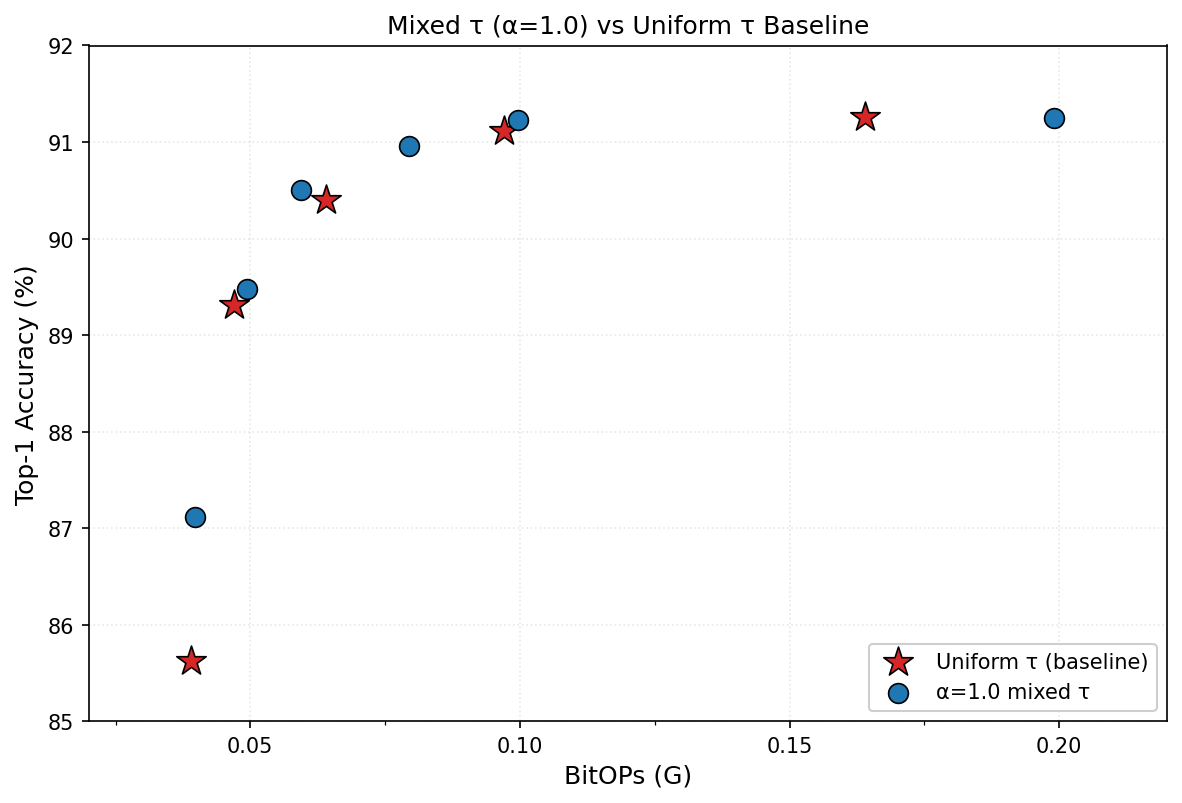 Mixed τ (α=1.0) vs Uniform τ Baseline
92
91
90
89
88
87
86
85
Top-1 Accuracy (%)
0.05 0.10 0.15 0.20
BitOPs (G)
Uniform τ (baseline)
α=1.0 mixed τ